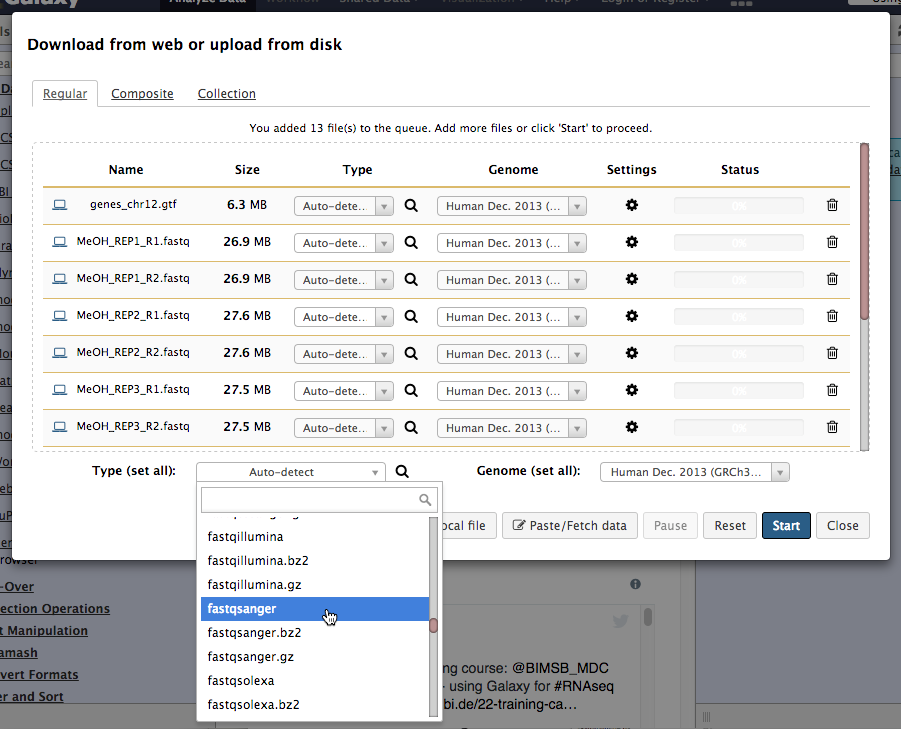 Galaxy
Analyze Data Workflow Shared Data Visualization Help Login or Register
Download from web or upload from disk
Regular Composite Collection
You added 13 file(s) to the queue. Add more files or click 'Start' to proceed.
Name Size Type Genome Settings Status
genes_chr12.gtf 6.3 MB Auto-dete... Human Dec. 2013 (... 0%
MeOH_REP1_R1.fastq 26.9 MB Auto-dete... Human Dec. 2013 (... 0%
MeOH_REP1_R2.fastq 26.9 MB Auto-dete... Human Dec. 2013 (... 0%
MeOH_REP2_R1.fastq 27.6 MB Auto-dete... Human Dec. 2013 (... 0%
MeOH_REP2_R2.fastq 27.6 MB Auto-dete... Human Dec. 2013 (... 0%
MeOH_REP3_R1.fastq 27.5 MB Auto-dete... Human Dec. 2013 (... 0%
MeOH_REP3_R2.fastq 27.5 MB Auto-dete... Human Dec. 2013 (... 0%
Type (set all): Auto-detect Genome (set all): Human Dec. 2013 (GRCh3...
ocal file Paste/Fetch data Pause Reset Start Close
fastqillumina
fastqillumina.bz2
fastqillumina.gz
fastqsanger
fastqsanger.bz2
fastqsanger.gz
fastqsolexa
fastqsolexa.bz2
rowser
-Over
ection Operations
t Manipulation
amash
vert Formats
er and Sort
ng course: @BIMSB_MDC
- using Galaxy for #RNAseq
bi.de/22-training-ca...